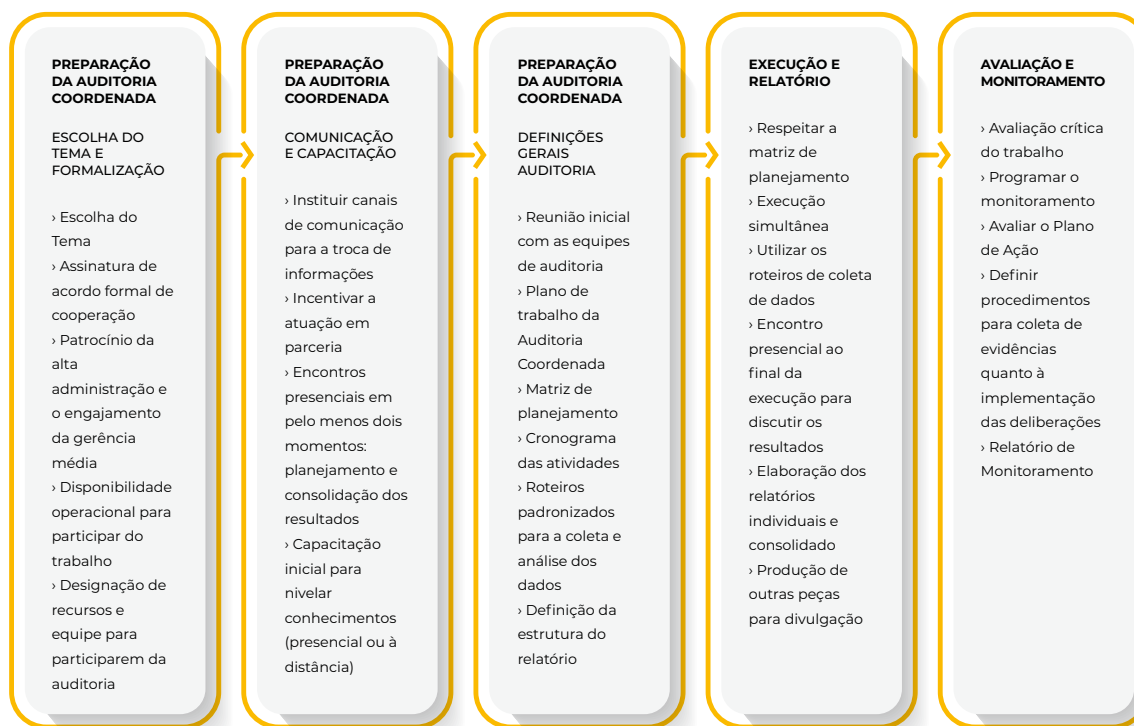 PREPARAÇÃO
DA AUDITORIA
COORDENADA
ESCOLHA DO
TEMA E
FORMALIZAÇÃO
› Escolha do
Tema
› Assinatura de
acordo formal de
cooperação
› Patrocínio da
alta
administração e
o engajamento
da gerência
média
› Disponibilidade
operacional para
participar do
trabalho
› Designação de
recursos e
equipe para
participarem da
auditoria
PREPARAÇÃO
DA AUDITORIA
COORDENADA
COMUNICAÇÃO
E CAPACITAÇÃO
› Instituir canais
de comunicação
para a troca de
informações
› Incentivar a
atuação em
parceria
› Encontros
presenciais em
pelo menos dois
momentos:
planejamento e
consolidação dos
resultados
› Capacitação
inicial para
nivelar
conhecimentos
(presencial ou à
distância)
PREPARAÇÃO
DA AUDITORIA
COORDENADA
DEFINIÇÕES
GERAIS
AUDITORIA
› Reunião inicial
com as equipes
de auditoria
› Plano de
trabalho da
Auditoria
Coordenada
› Matriz de
planejamento
› Cronograma
das atividades
› Roteiros
padronizados
para a coleta e
análise dos
dados
› Definição da
estrutura do
relatório
EXECUÇÃO E
RELATÓRIO
› Respeitar a
matriz de
planejamento
› Execução
simultânea
› Utilizar os
roteiros de coleta
de dados
› Encontro
presencial ao
final da
execução para
discutir os
resultados
› Elaboração dos
relatórios
individuais e
consolidado
› Produção de
outras peças
para divulgação
AVALIAÇÃO E
MONITORAMENTO
› Avaliação crítica
do trabalho
› Programar o
monitoramento
› Avaliar o Plano
de Ação
› Definir
procedimentos
para coleta de
evidências
quanto à
implementação
das deliberações
› Relatório de
Monitoramento